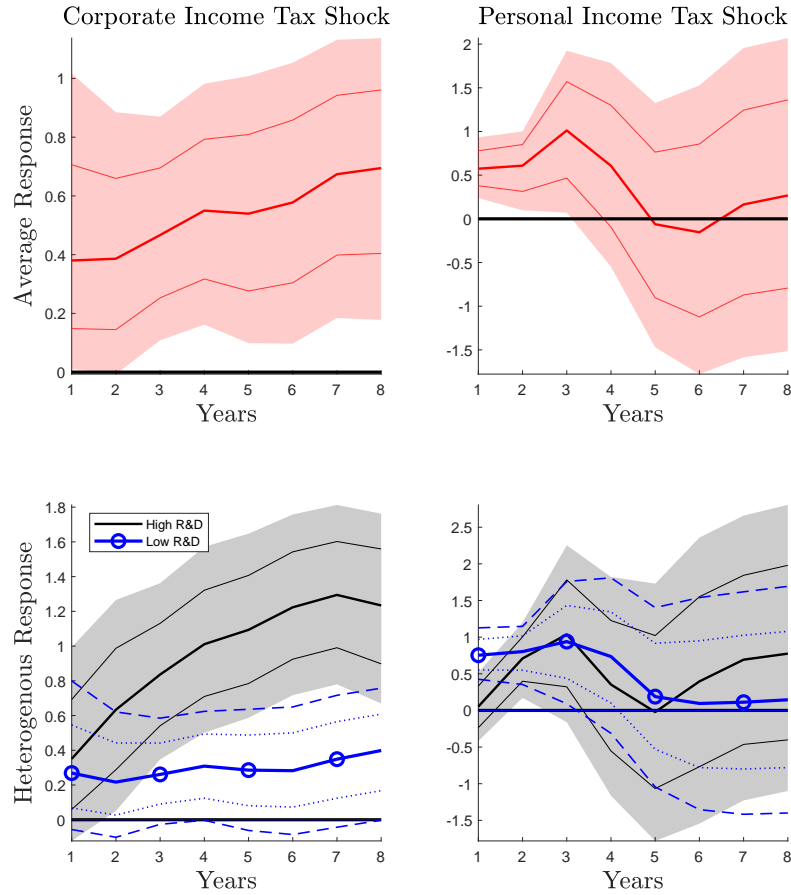 Corporate Income Tax Shock
Average Response
1
0.8
0.6
0.4
0.2
0
1 2 3 4 5 6 7 8
Years
Personal Income Tax Shock
2
1.5
1
0.5
0
-0.5
-1
-1.5
1 2 3 4 5 6 7 8
Years
Heterogenous Response
1.8
1.6
1.4
1.2
1
0.8
0.6
0.4
0.2
0
High R&D
Low R&D
1 2 3 4 5 6 7 8
Years
2.5
2
1.5
1
0.5
0
-0.5
-1
-1.5
1 2 3 4 5 6 7 8
Years